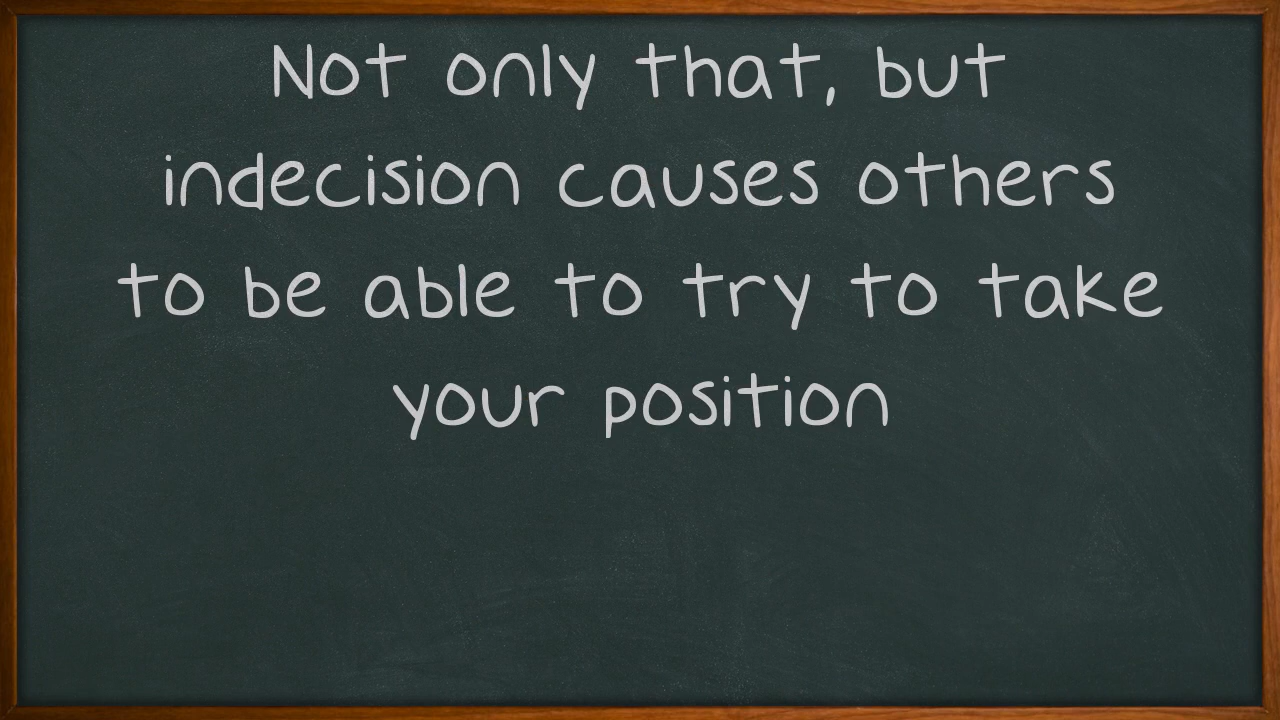 Not only that, but
indecision causes others
to be able to try to take
your position